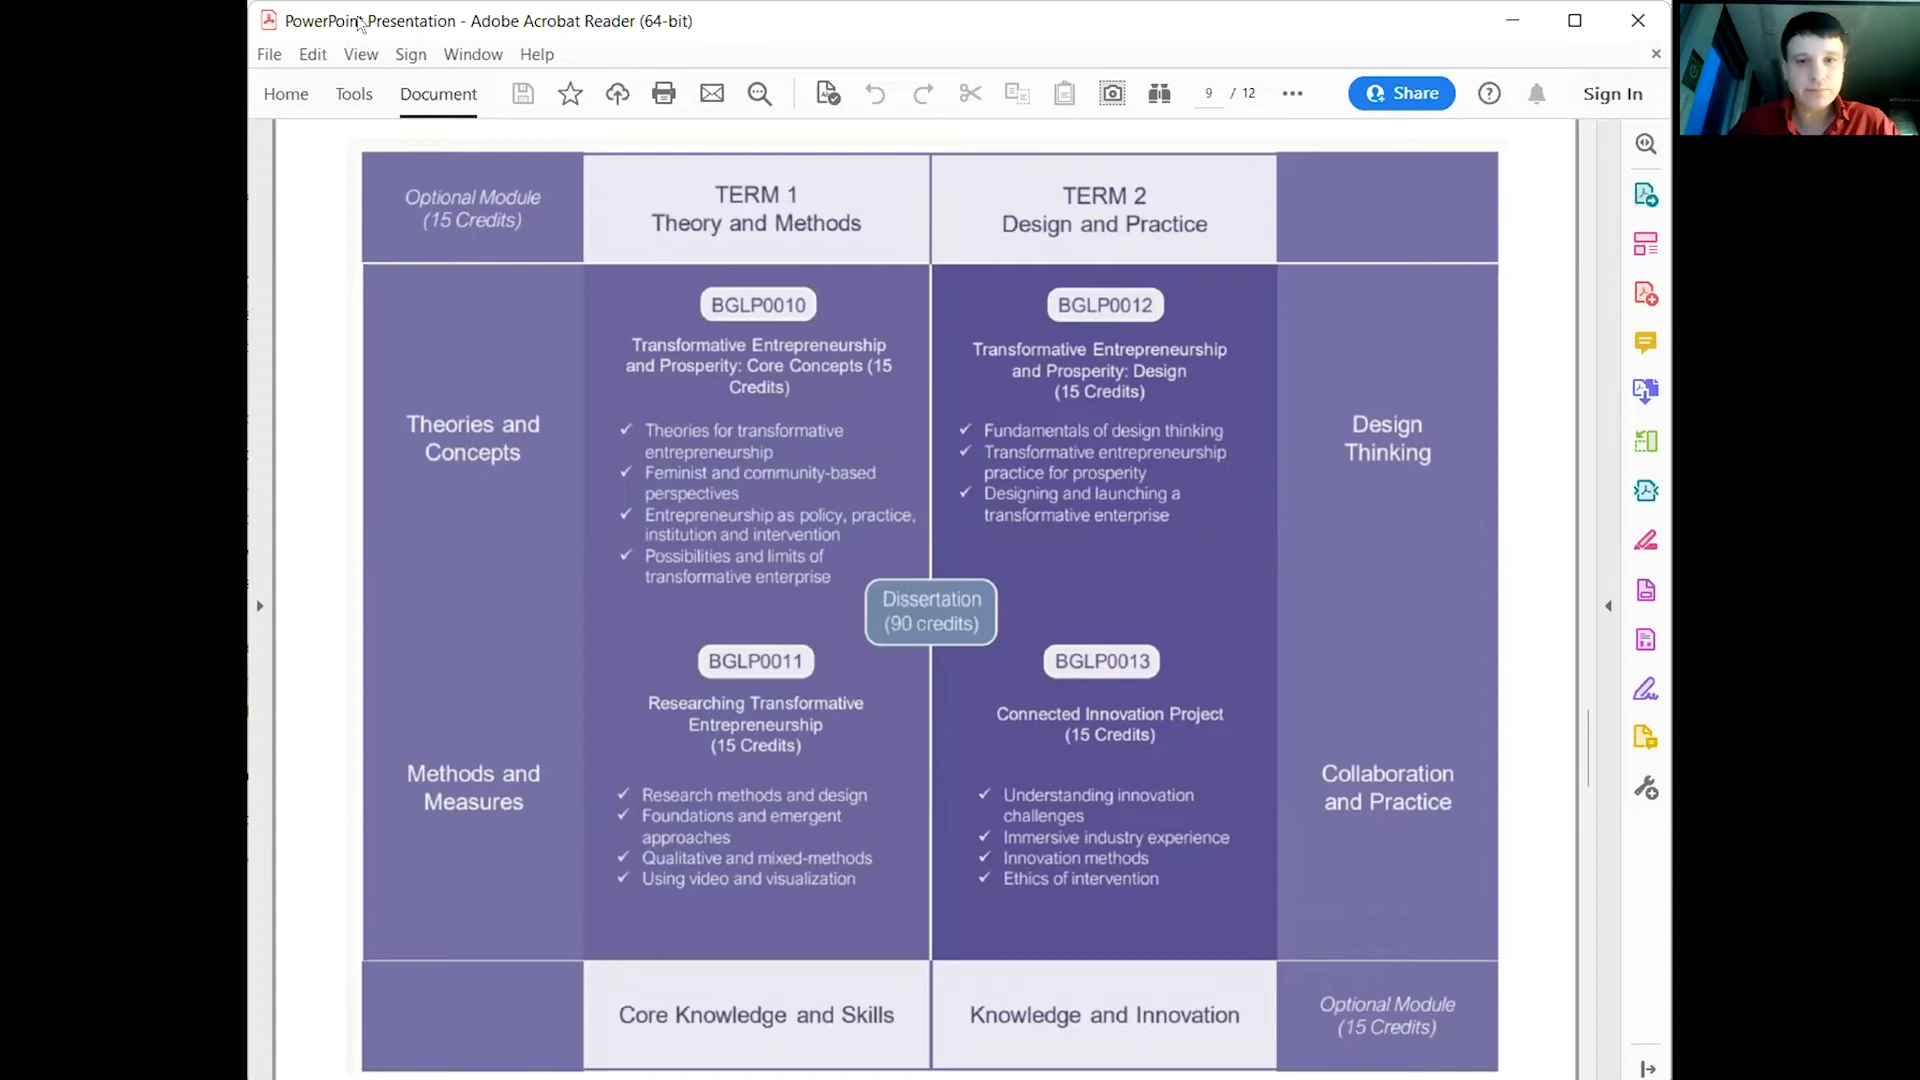 PowerPoint Presentation - Adobe Acrobat Reader (64-bit)
File Edit View Sign Window Help
Home Tools Document 9 / 12 Share Sign In
Optional Module
(15 Credits)
TERM 1
Theory and Methods
TERM 2
Design and Practice
Theories and
Concepts
BGLP0010
Transformative Entrepreneurship
and Prosperity: Core Concepts (15
Credits)
✓ Theories for transformative
entrepreneurship
✓ Feminist and community-based
perspectives
✓ Entrepreneurship as policy, practice,
institution and intervention
✓ Possibilities and limits of
transformative enterprise
BGLP0012
Transformative Entrepreneurship
and Prosperity: Design
(15 Credits)
✓ Fundamentals of design thinking
✓ Transformative entrepreneurship
practice for prosperity
✓ Designing and launching a
transformative enterprise
Design
Thinking
Dissertation
(90 credits)
Methods and
Measures
BGLP0011
Researching Transformative
Entrepreneurship
(15 Credits)
✓ Research methods and design
✓ Foundations and emergent
approaches
✓ Qualitative and mixed-methods
✓ Using video and visualization
BGLP0013
Connected Innovation Project
(15 Credits)
✓ Understanding innovation
challenges
✓ Immersive industry experience
✓ Innovation methods
✓ Ethics of intervention
Collaboration
and Practice
Core Knowledge and Skills
Knowledge and Innovation
Optional Module
(15 Credits)